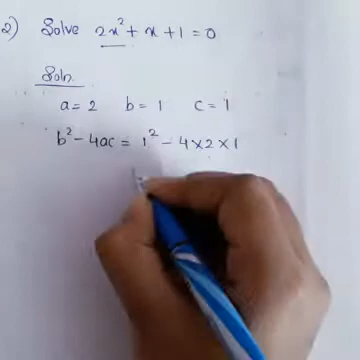 2) Solve 2x² + x + 1 = 0
Soln.
a = 2 b = 1 c = 1
b² - 4ac = 1² - 4 × 2 × 1